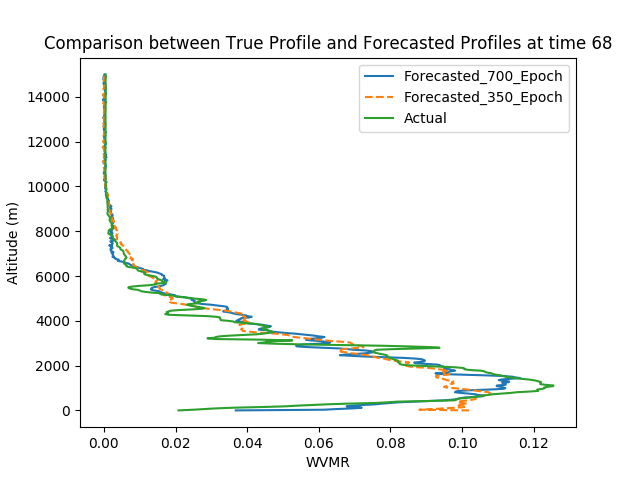 Comparison between True Profile and Forecasted Profiles at time 68
Forecasted_700_Epoch
Forecasted_350_Epoch
Actual
Altitude (m)
14000
12000
10000
8000
6000
4000
2000
0
0.00 0.02 0.04 0.06 0.08 0.10 0.12
WVMR